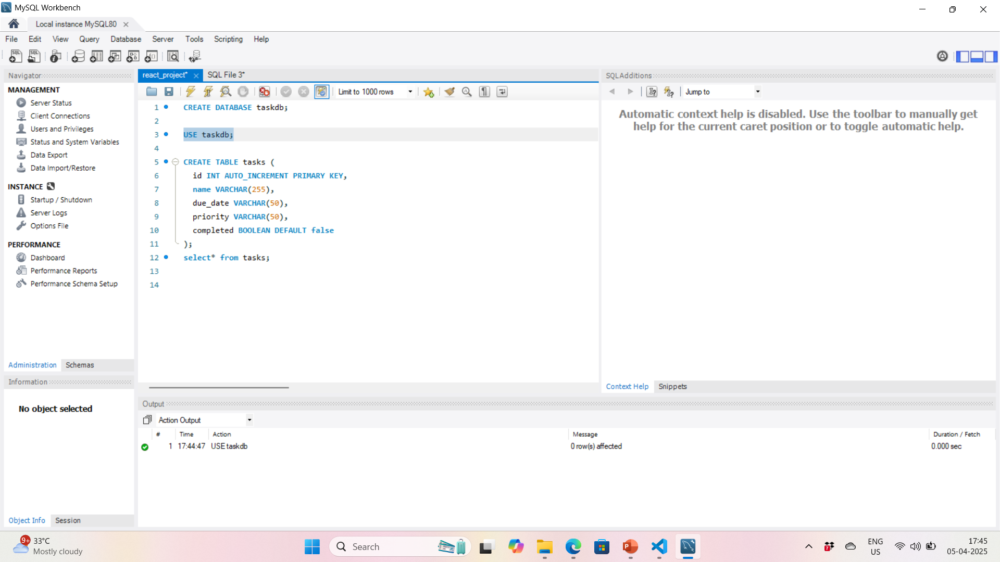 MySQL Workbench
Local instance MySQL80
File Edit View Query Database Server Tools Scripting Help
Navigator
MANAGEMENT
Server Status
Client Connections
Users and Privileges
Status and System Variables
Data Export
Data Import/Restore
INSTANCE
Startup / Shutdown
Server Logs
Options File
PERFORMANCE
Dashboard
Performance Reports
Performance Schema Setup
Administration Schemas
Information
No object selected
Object Info Session
react_project* SQL File 3*
Limit to 1000 rows
1 CREATE DATABASE taskdb;
2
3 USE taskdb;
4
5 CREATE TABLE tasks (
6 id INT AUTO_INCREMENT PRIMARY KEY,
7 name VARCHAR(255),
8 due_date VARCHAR(50),
9 priority VARCHAR(50),
10 completed BOOLEAN DEFAULT false
11 );
12 select* from tasks;
13
14
SQLAdditions
Jump to
Automatic context help is disabled. Use the toolbar to manually get
help for the current caret position or to toggle automatic help.
Context Help Snippets
Output
Action Output
# Time Action Message Duration / Fetch
1 17:44:47 USE taskdb 0 row(s) affected 0.000 sec
9+ 33°C
Mostly cloudy
Search
7
ENG
US
17:45
05-04-2025